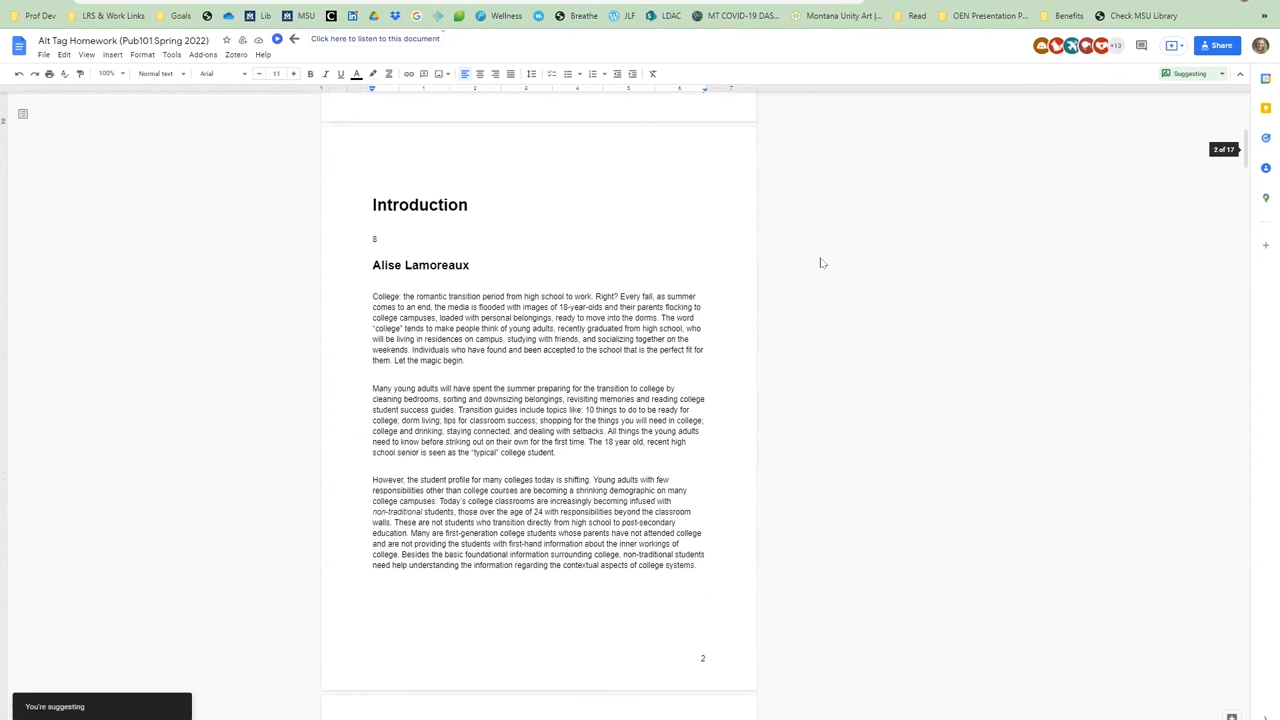 Prof Dev LRS & Work Links Goals Lib MSU Google Wellness Breathe JLF LDAC MT COVID-19 DAS... Montana Unity Art |... Read OEN Presentation P... Benefits Check MSU Library »
Alt Tag Homework (Pub101 Spring 2022) Click here to listen to this document +13 Share
File Edit View Insert Format Tools Add-ons Zotero Help
100% Normal text Arial 11 Suggesting
1 1 2 3 4 5 6 7
2 of 17
Introduction
8
Alise Lamoreaux
College: the romantic transition period from high school to work. Right? Every fall, as summer
comes to an end, the media is flooded with images of 18-year-olds and their parents flocking to
college campuses, loaded with personal belongings, ready to move into the dorms. The word
“college” tends to make people think of young adults, recently graduated from high school, who
will be living in residences on campus, studying with friends, and socializing together on the
weekends. Individuals who have found and been accepted to the school that is the perfect fit for
them. Let the magic begin.
Many young adults will have spent the summer preparing for the transition to college by
cleaning bedrooms, sorting and downsizing belongings, revisiting memories and reading college
student success guides. Transition guides include topics like: 10 things to do to be ready for
college; dorm living; tips for classroom success; shopping for the things you will need in college;
college and drinking; staying connected; and dealing with setbacks. All things the young adults
need to know before striking out on their own for the first time. The 18 year old, recent high
school senior is seen as the “typical” college student.
However, the student profile for many colleges today is shifting. Young adults with few
responsibilities other than college courses are becoming a shrinking demographic on many
college campuses. Today’s college classrooms are increasingly becoming infused with
non-traditional students, those over the age of 24 with responsibilities beyond the classroom
walls. These are not students who transition directly from high school to post-secondary
education. Many are first-generation college students whose parents have not attended college
and are not providing the students with first-hand information about the inner workings of
college. Besides the basic foundational information surrounding college, non-traditional students
need help understanding the information regarding the contextual aspects of college systems.
2
You're suggesting